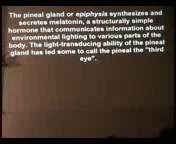 The pineal gland or epiphysis synthesizes and
secretes melatonin, a structurally simple
hormone that communicates information about
environmental lighting to various parts of the
body. The light-transducing ability of the pineal
gland has led some to call the pineal the "third
eye".